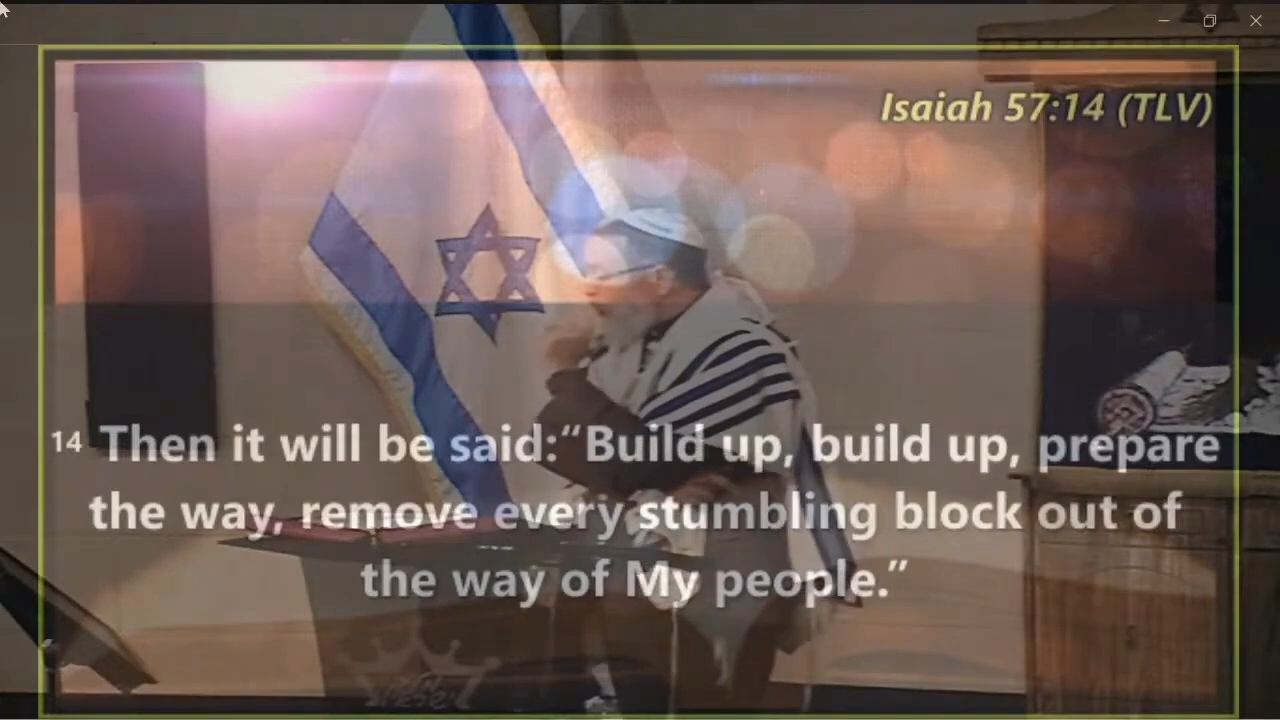 Isaiah 57:14 (TLV)
14 Then it will be said:“Build up, build up, prepare
the way, remove every stumbling block out of
the way of My people.”